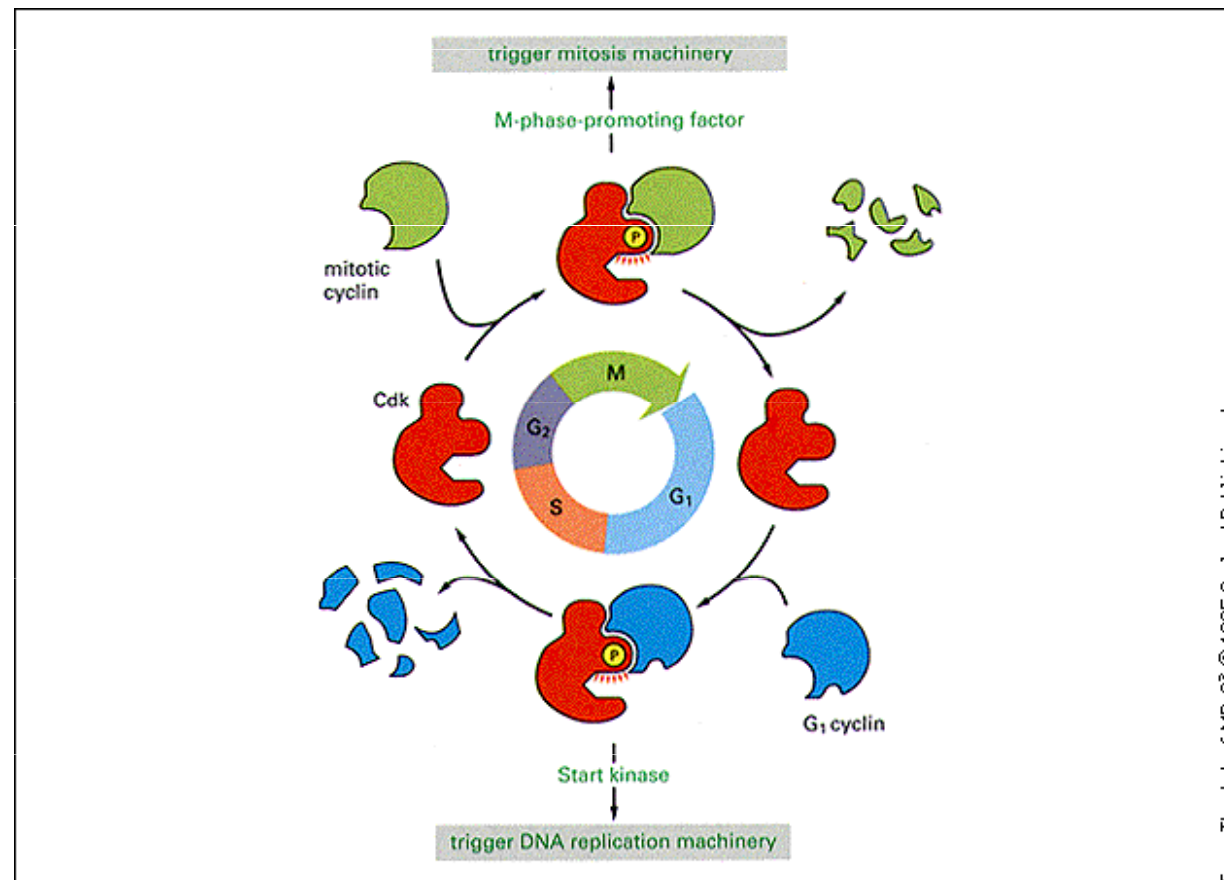 trigger mitosis machinery
M-phase-promoting factor
P
mitotic
cyclin
M
Cdk
G₂
G₁
S
P
G₁ cyclin
Start kinase
trigger DNA replication machinery